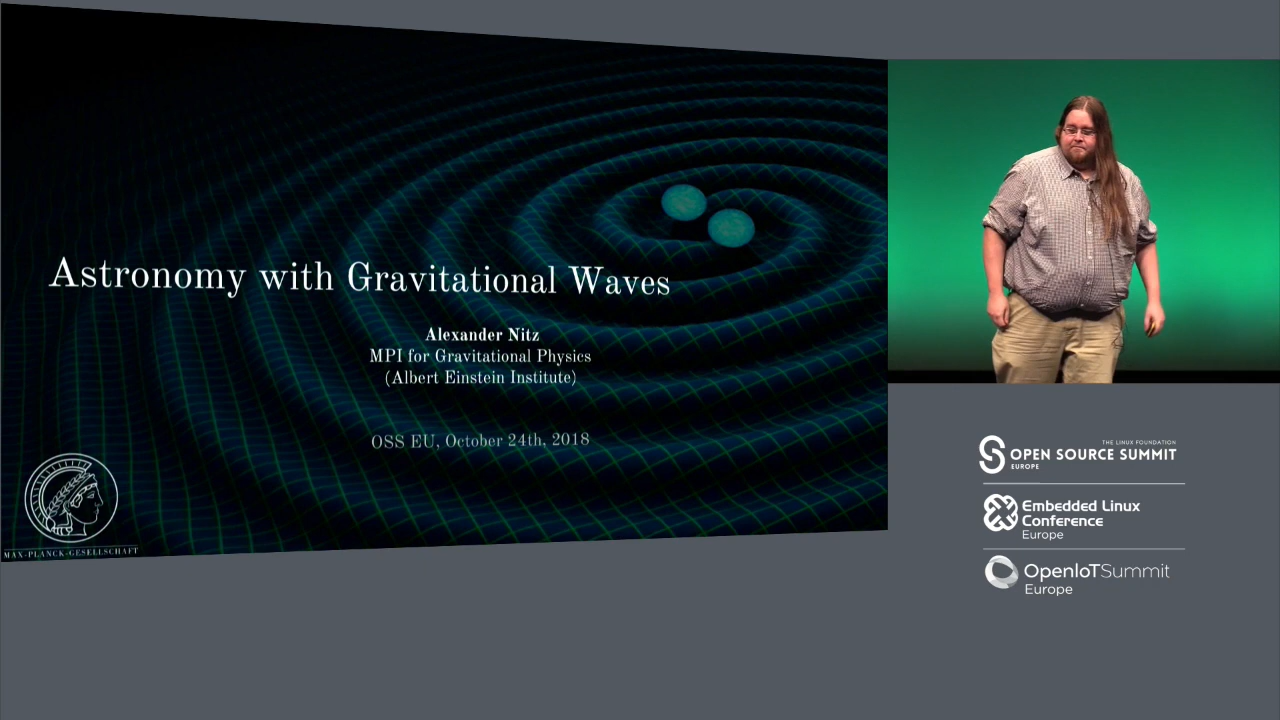 Astronomy with Gravitational Waves
Alexander Nitz
MPI for Gravitational Physics
(Albert Einstein Institute)
OSS EU, October 24th, 2018
MAX-PLANCK-GESELLSCHAFT
THE LINUX FOUNDATION
OPEN SOURCE SUMMIT
EUROPE
Embedded Linux
Conference
Europe
OpenIoTSummit
Europe